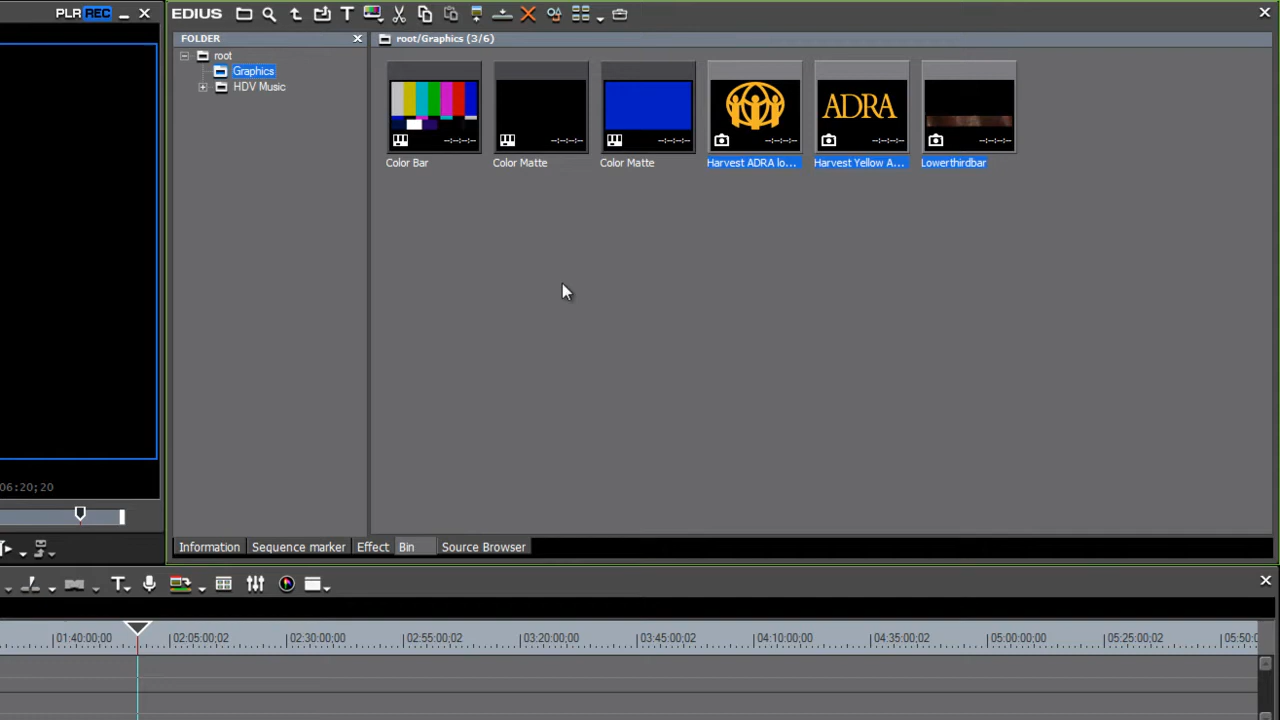 PLR REC
EDIUS
FOLDER
root
Graphics
HDV Music
root/Graphics (3/6)
Color Bar
Color Matte
Color Matte
ADRA
Harvest ADRA lo...
Harvest Yellow A...
Lowerthirdbar
--:--:--:--
--:--:--:--
--:--:--:--
--:--:--:--
--:--:--:--
--:--:--:--
06:20;20
Information
Sequence marker
Effect
Bin
Source Browser
01:40:00;00
02:05:00;02
02:30:00;00
02:55:00;02
03:20:00;00
03:45:00;02
04:10:00;00
04:35:00;02
05:00:00;00
05:25:00;02
05:50:0